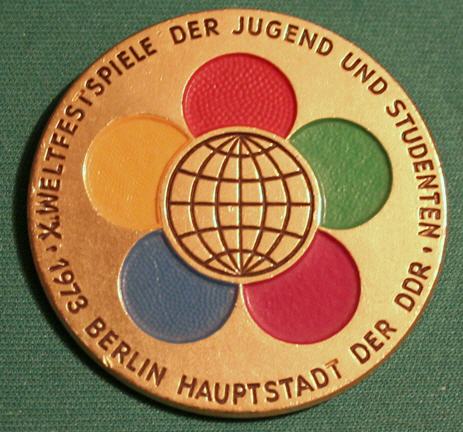 X. WELTFESTSPIELE DER JUGEND UND STUDENTEN
· 1973 BERLIN HAUPTSTADT DER DDR ·